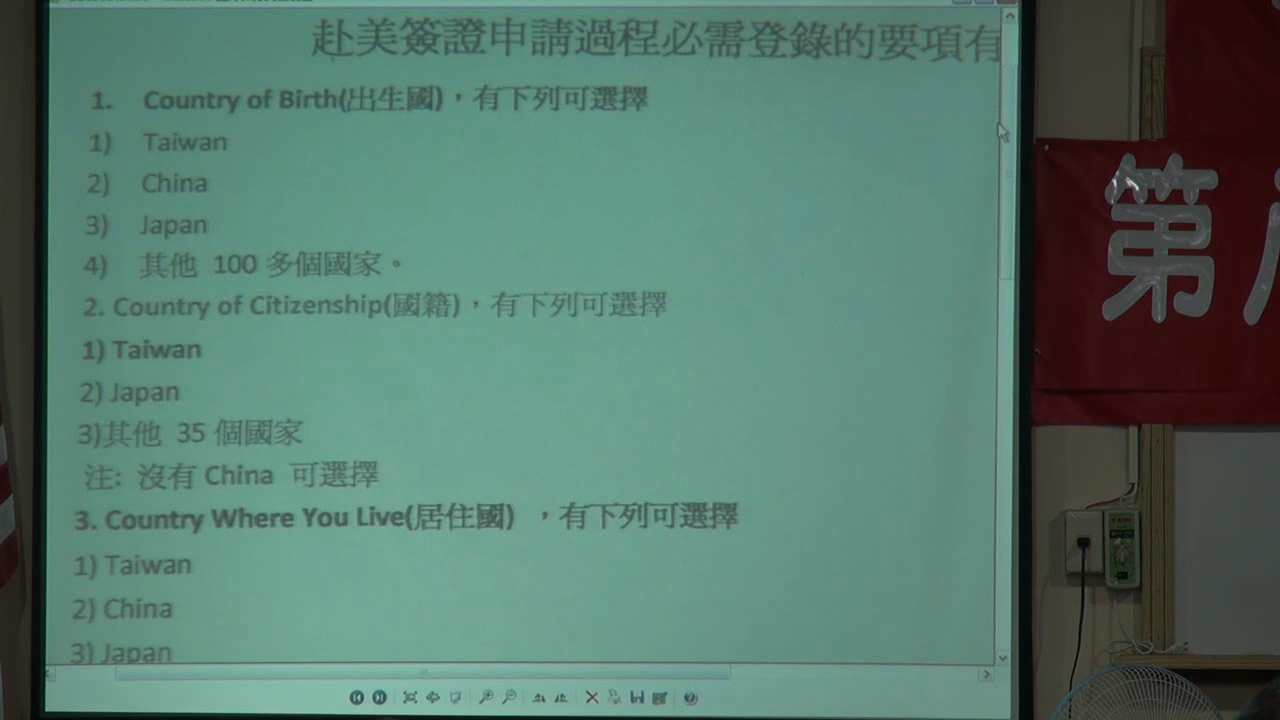 赴美簽證申請過程必需登錄的要項有
1. Country of Birth(出生國)，有下列可選擇
1) Taiwan
2) China
3) Japan
4) 其他 100 多個國家。
2. Country of Citizenship(國籍)，有下列可選擇
1) Taiwan
2) Japan
3)其他 35 個國家
注: 沒有 China 可選擇
3. Country Where You Live(居住國) ，有下列可選擇
1) Taiwan
2) China
3) Japan
第